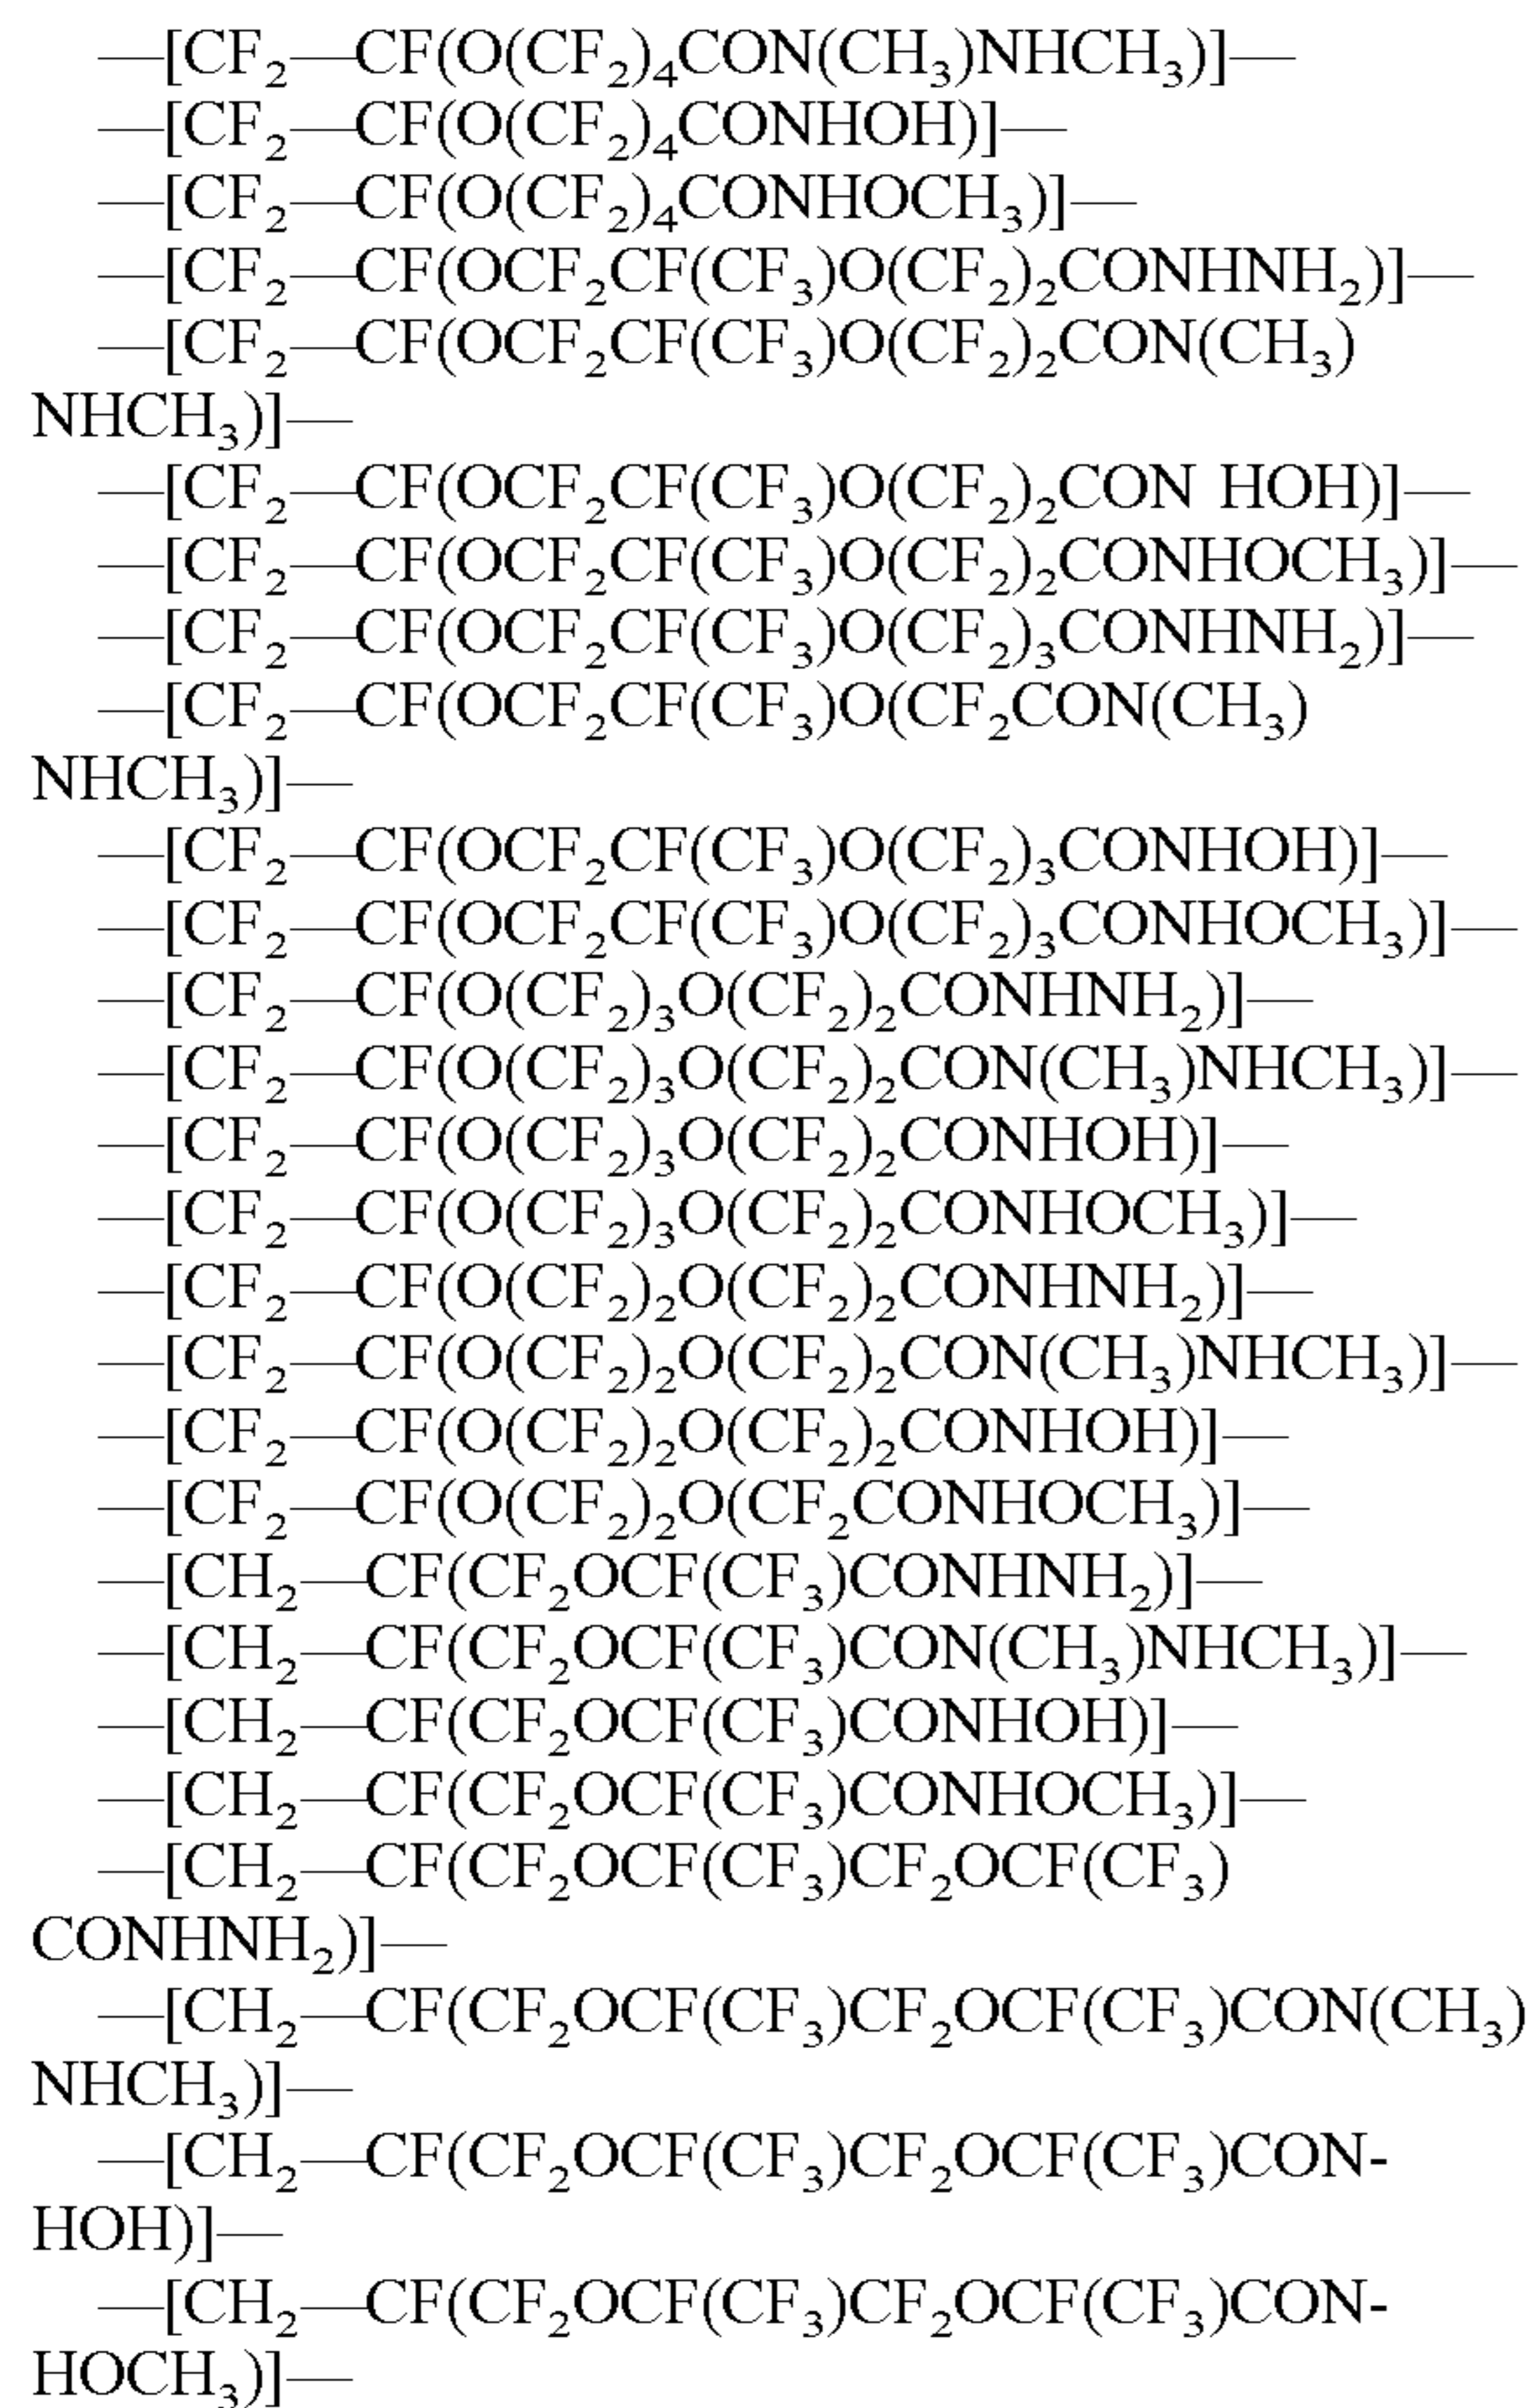 —[CF₂—CF(O(CF₂)₄CON(CH₃)NHCH₃)]—
—[CF₂—CF(O(CF₂)₄CONHOH)]—
—[CF₂—CF(O(CF₂)₄CONHOCH₃)]—
—[CF₂—CF(OCF₂CF(CF₃)O(CF₂)₂CONHNH₂)]—
—[CF₂—CF(OCF₂CF(CF₃)O(CF₂)₂CON(CH₃)
NHCH₃)]—
—[CF₂—CF(OCF₂CF(CF₃)O(CF₂)₂CON HOH)]—
—[CF₂—CF(OCF₂CF(CF₃)O(CF₂)₂CONHOCH₃)]—
—[CF₂—CF(OCF₂CF(CF₃)O(CF₂)₃CONHNH₂)]—
—[CF₂—CF(OCF₂CF(CF₃)O(CF₂CON(CH₃)
NHCH₃)]—
—[CF₂—CF(OCF₂CF(CF₃)O(CF₂)₃CONHOH)]—
—[CF₂—CF(OCF₂CF(CF₃)O(CF₂)₃CONHOCH₃)]—
—[CF₂—CF(O(CF₂)₃O(CF₂)₂CONHNH₂)]—
—[CF₂—CF(O(CF₂)₃O(CF₂)₂CON(CH₃)NHCH₃)]—
—[CF₂—CF(O(CF₂)₃O(CF₂)₂CONHOH)]—
—[CF₂—CF(O(CF₂)₃O(CF₂)₂CONHOCH₃)]—
—[CF₂—CF(O(CF₂)₂O(CF₂)₂CONHNH₂)]—
—[CF₂—CF(O(CF₂)₂O(CF₂)₂CON(CH₃)NHCH₃)]—
—[CF₂—CF(O(CF₂)₂O(CF₂)₂CONHOH)]—
—[CF₂—CF(O(CF₂)₂O(CF₂CONHOCH₃)]—
—[CH₂—CF(CF₂OCF(CF₃)CONHNH₂)]—
—[CH₂—CF(CF₂OCF(CF₃)CON(CH₃)NHCH₃)]—
—[CH₂—CF(CF₂OCF(CF₃)CONHOH)]—
—[CH₂—CF(CF₂OCF(CF₃)CONHOCH₃)]—
—[CH₂—CF(CF₂OCF(CF₃)CF₂OCF(CF₃)
CONHNH₂)]—
—[CH₂—CF(CF₂OCF(CF₃)CF₂OCF(CF₃)CON(CH₃)
NHCH₃)]—
—[CH₂—CF(CF₂OCF(CF₃)CF₂OCF(CF₃)CON-
HOH)]—
—[CH₂—CF(CF₂OCF(CF₃)CF₂OCF(CF₃)CON-
HOCH₃)]—